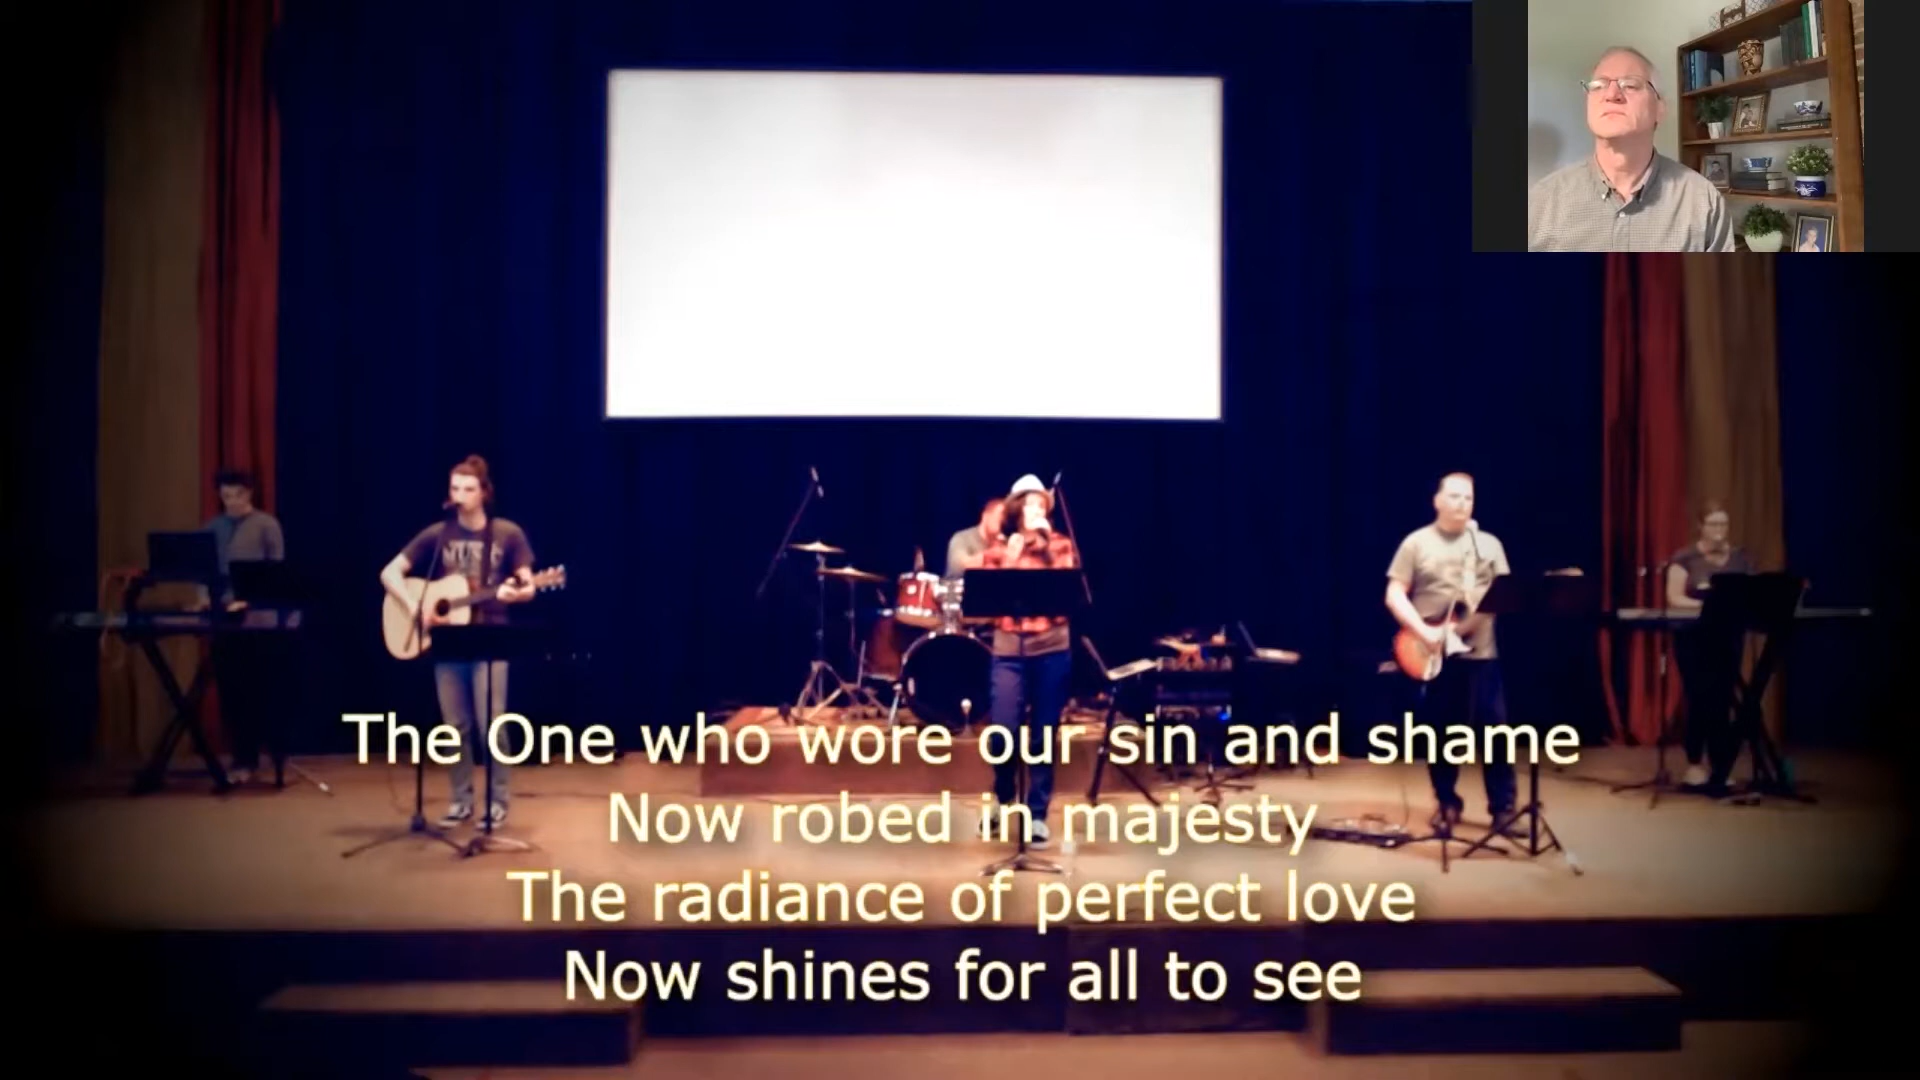 MUSIC
The One who wore our sin and shame
Now robed in majesty
The radiance of perfect love
Now shines for all to see